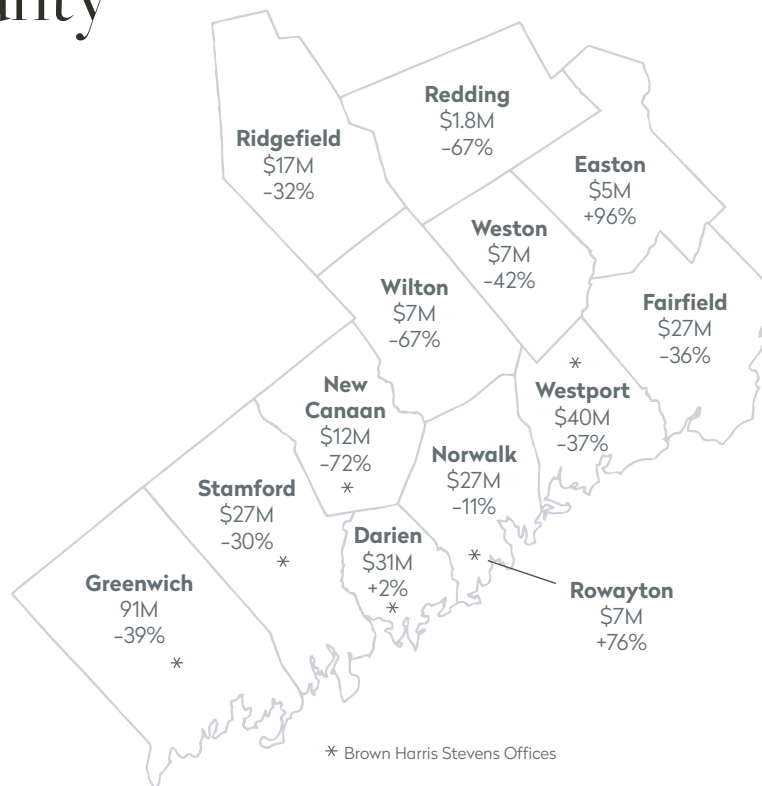 Redding
$1.8M
-67%
Ridgefield
$17M
-32%
Easton
$5M
+96%
Weston
$7M
-42%
Wilton
$7M
-67%
Fairfield
$27M
-36%
New
Canaan
$12M
-72%
*
*
Westport
$40M
-37%
Norwalk
$27M
-11%
*
Stamford
$27M
-30%
*
Darien
$31M
+2%
*
Greenwich
91M
-39%
*
Rowayton
$7M
+76%
* Brown Harris Stevens Offices